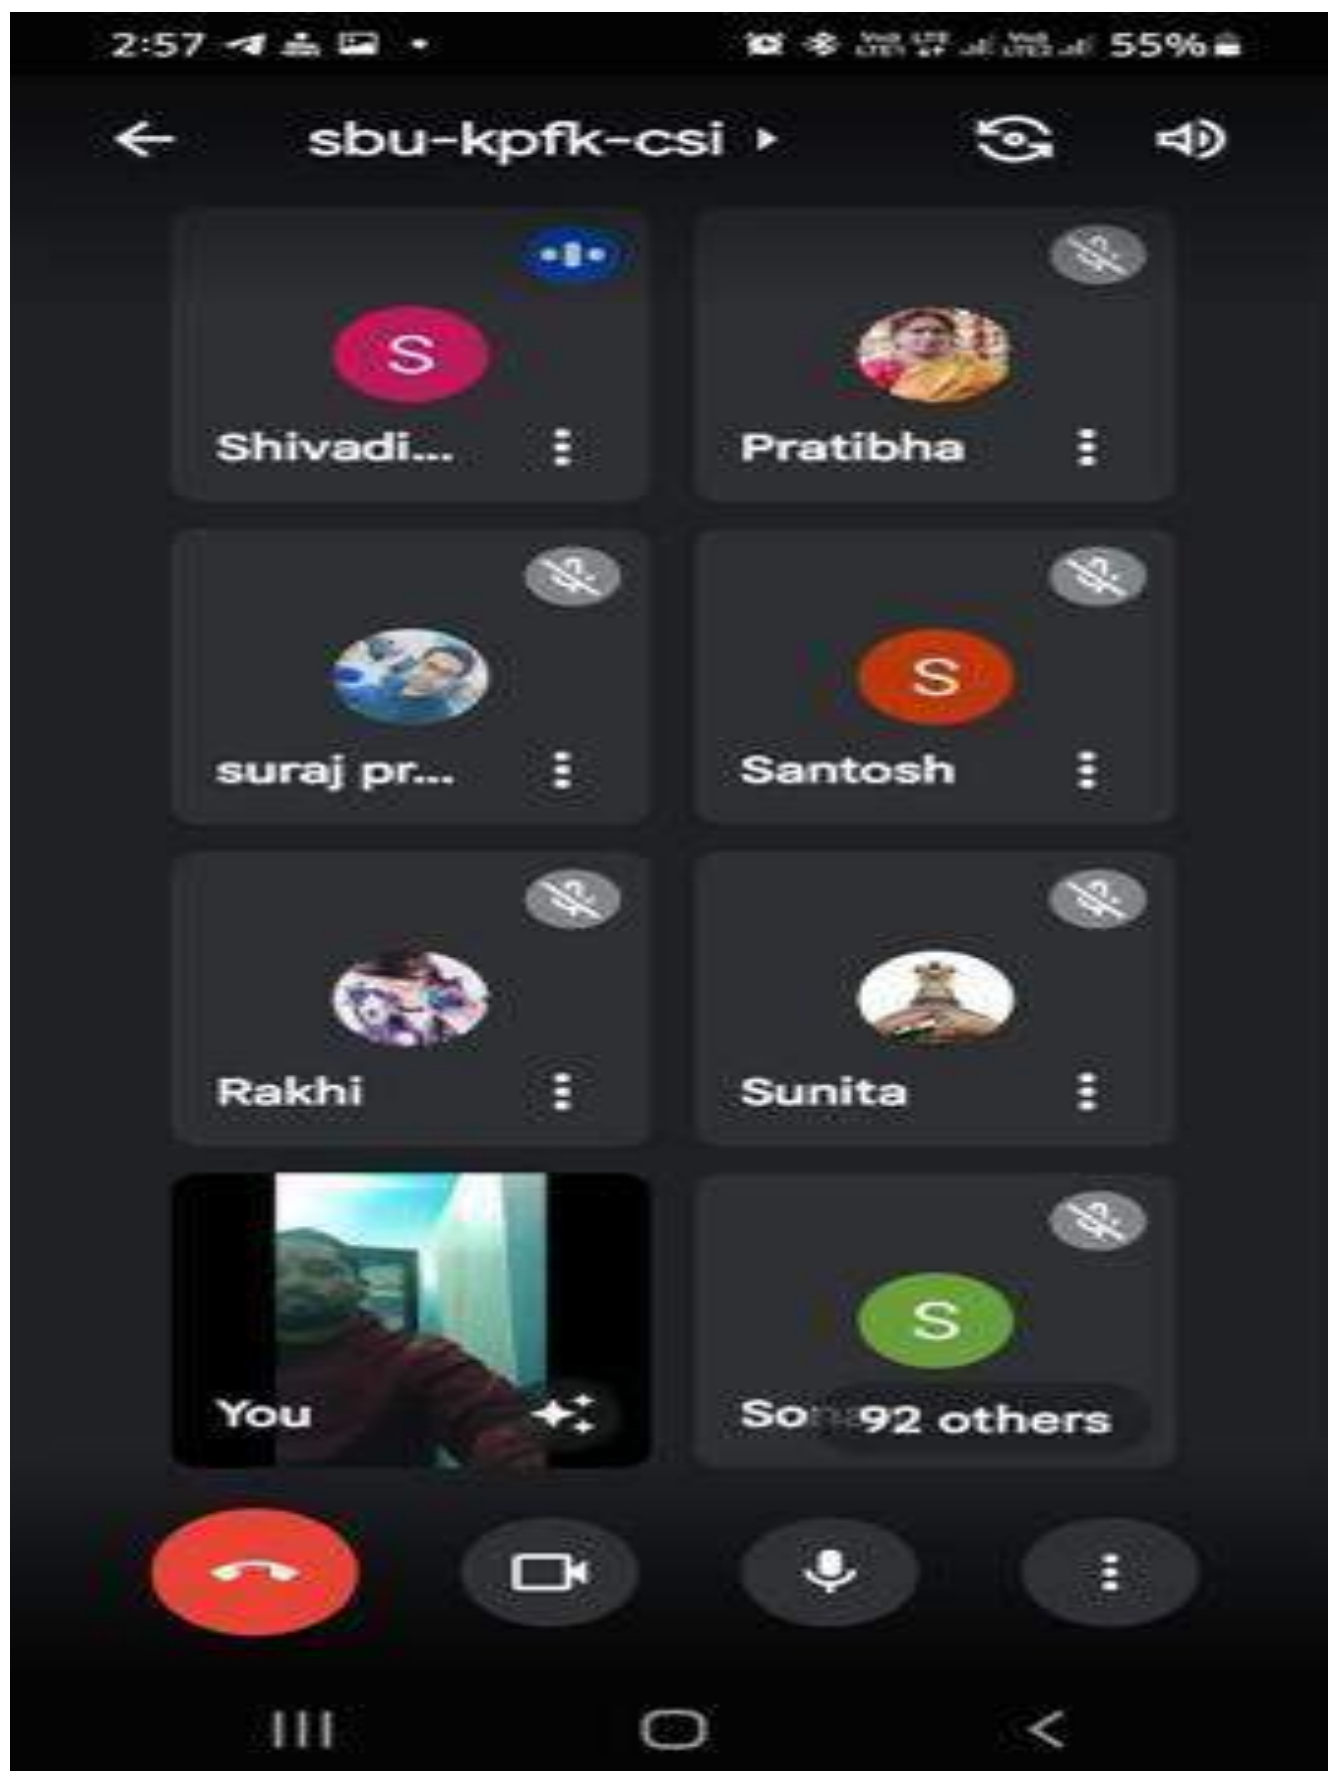 2:57 55%
sbu-kpfk-csi
S
Shivadi...
Pratibha
suraj pr...
S
Santosh
Rakhi
Sunita
You
S
92 others